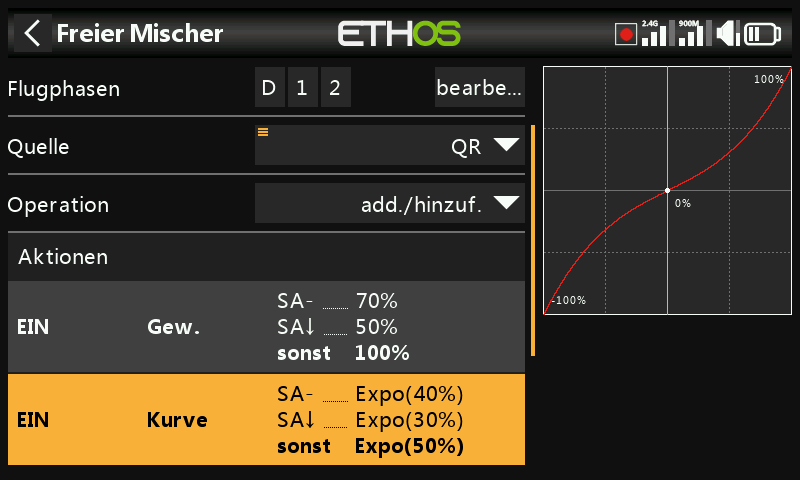 Freier Mischer
ETHOS
2.4G
900M
Flugphasen D 1 2 bearbe...
Quelle QR
Operation add./hinzuf.
Aktionen
EIN Gew.
SA- 70%
SA↓ 50%
sonst 100%
EIN Kurve
SA- Expo(40%)
SA↓ Expo(30%)
sonst Expo(50%)
100%
0%
-100%